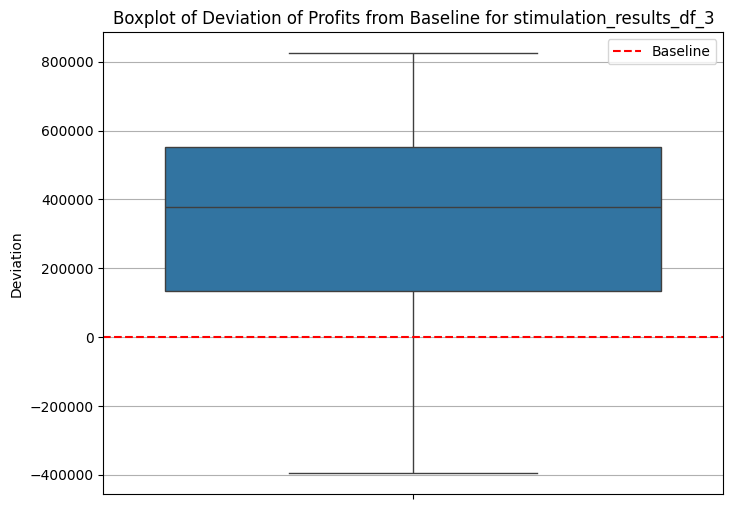 Boxplot of Deviation of Profits from Baseline for stimulation_results_df_3
Baseline
800000
600000
400000
200000
0
−200000
−400000
Deviation